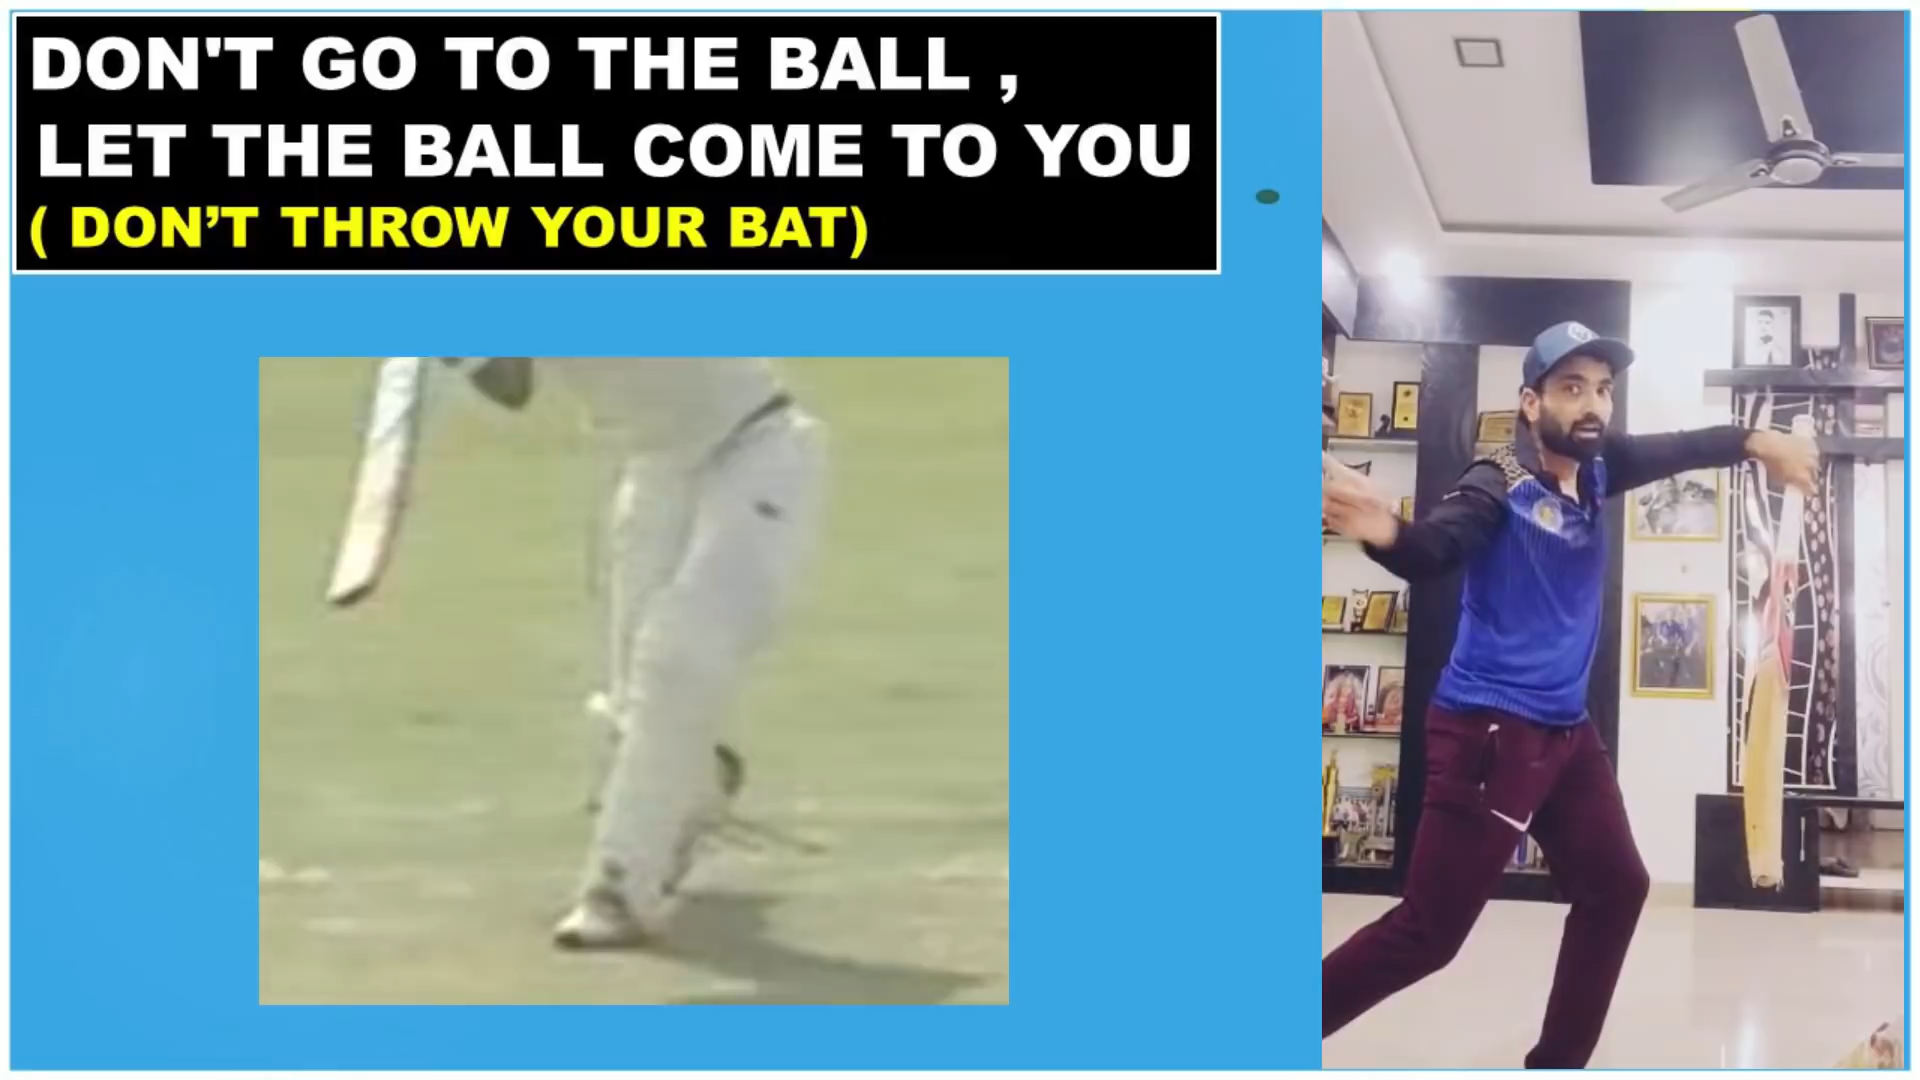 DON'T GO TO THE BALL ,
LET THE BALL COME TO YOU
( DON’T THROW YOUR BAT)